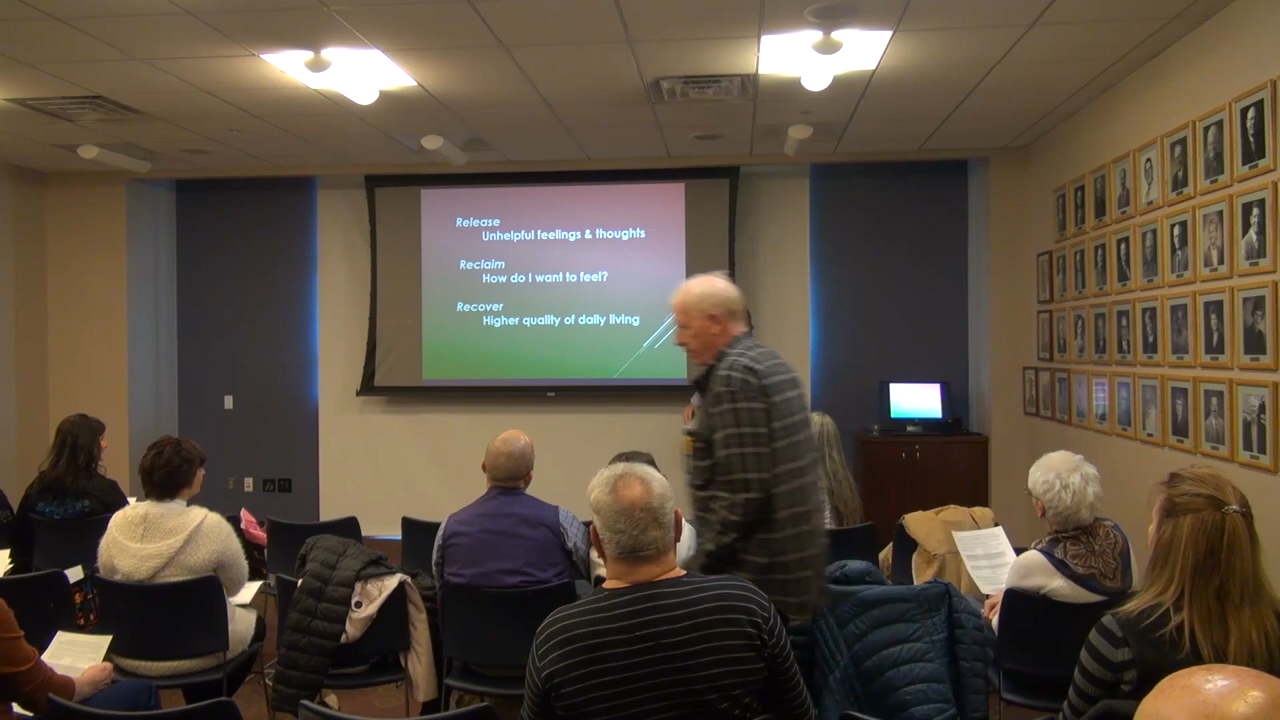 Release
Unhelpful feelings & thoughts
Reclaim
How do I want to feel?
Recover
Higher quality of daily living